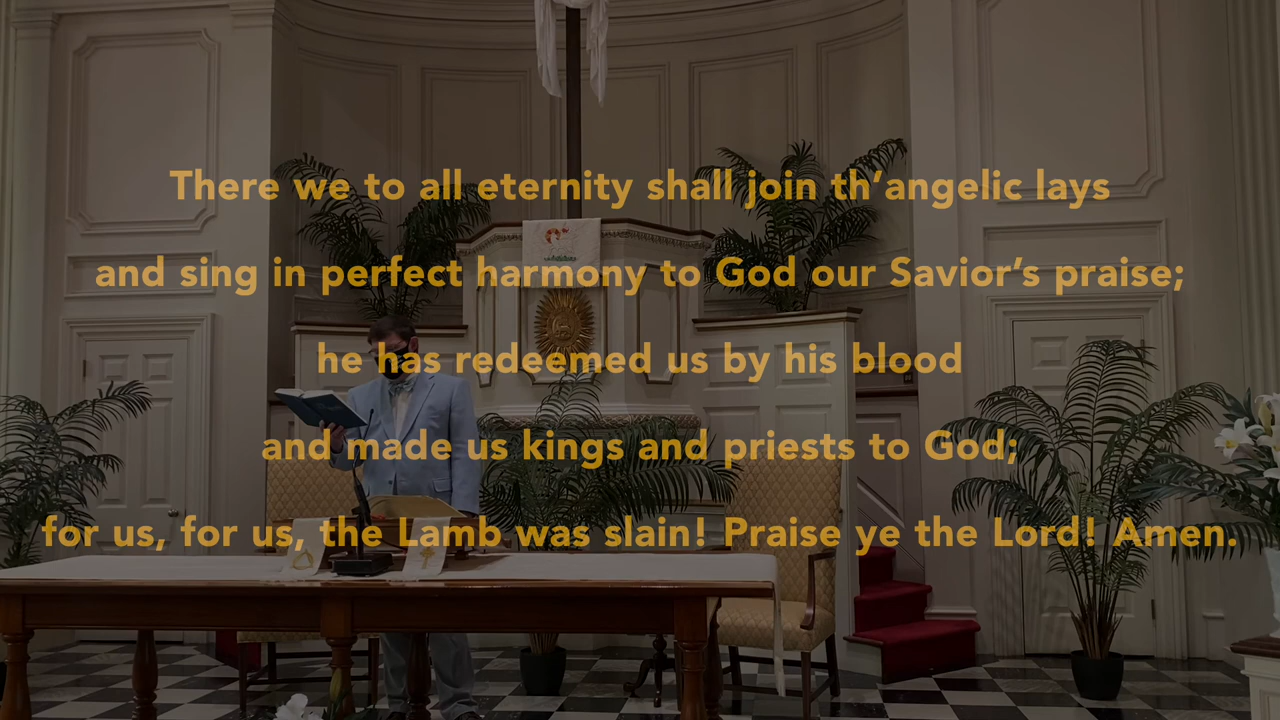 There we to all eternity shall join th’angelic lays
and sing in perfect harmony to God our Savior’s praise;
he has redeemed us by his blood
and made us kings and priests to God;
for us, for us, the Lamb was slain! Praise ye the Lord! Amen.